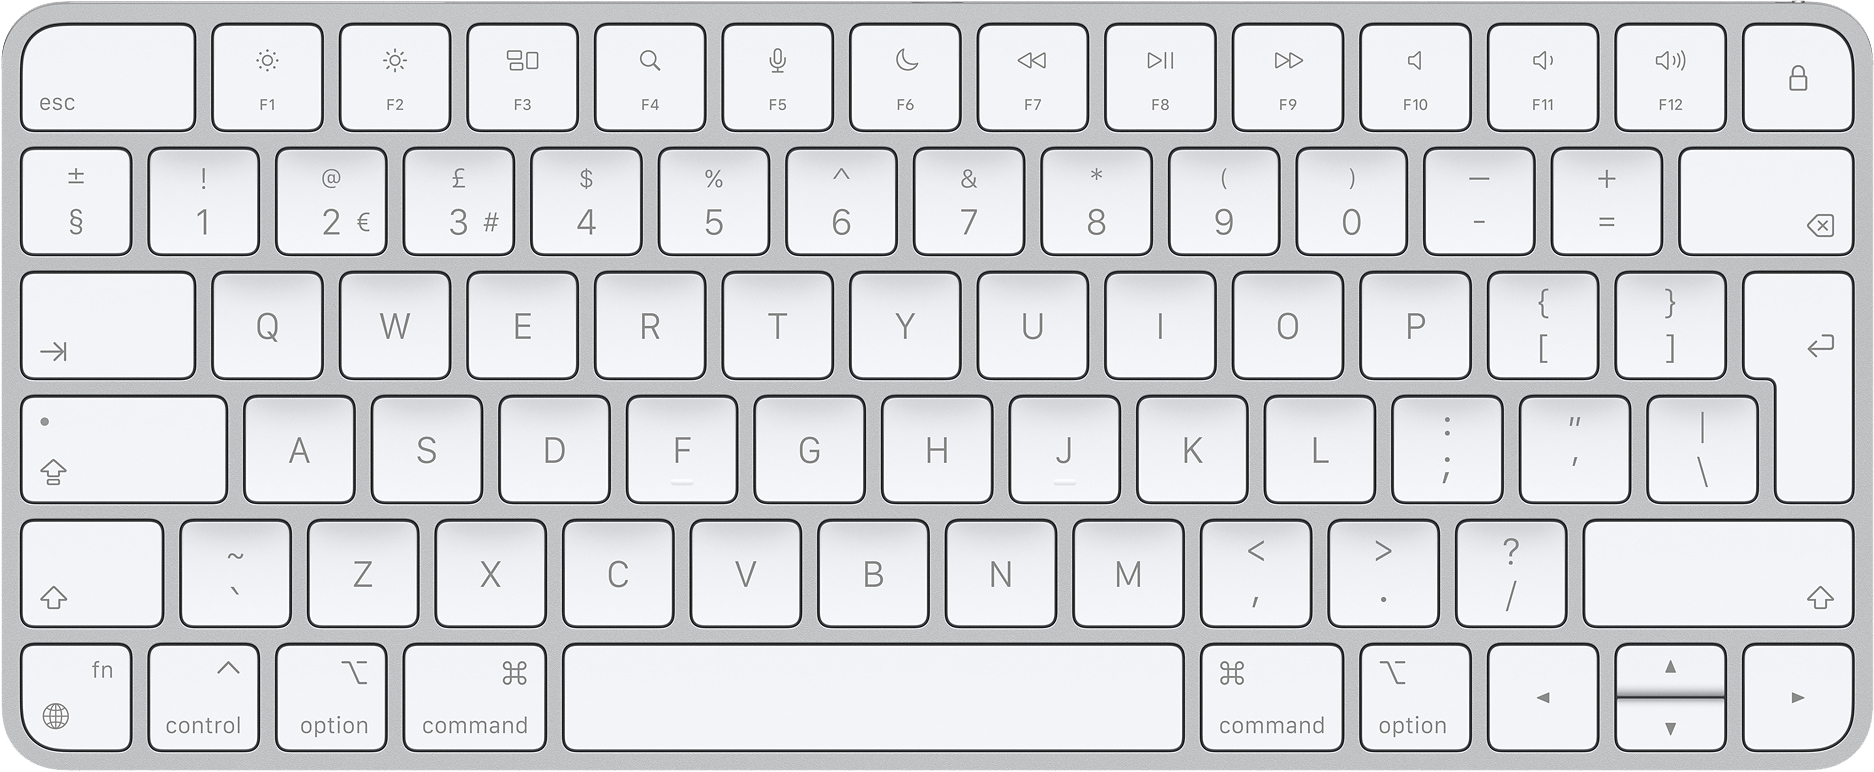 esc F1 F2 F3 F4 F5 F6 F7 F8 F9 F10 F11 F12
± ! @ £ $ % ^ & * ( ) — +
§ 1 2 € 3 # 4 5 6 7 8 9 0 - =
Q W E R T Y U I O P { }
[ ]
A S D F G H J K L : " |
; ' \
~ Z X C V B N M < > ?
` , . /
fn ^ ⌥ ⌘ ⌘ ⌥ ▲
◀ ▶
control option command command option ▼